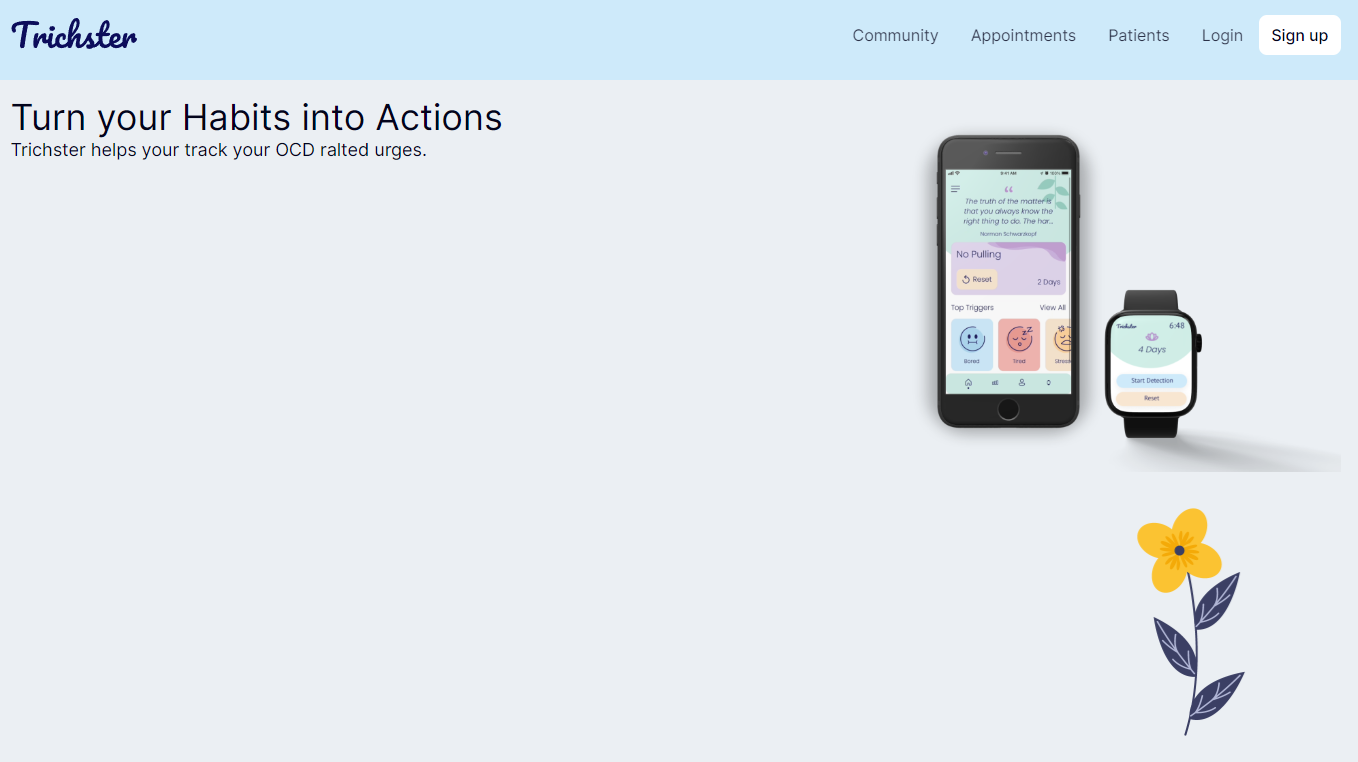 Trichster
Community Appointments Patients Login Sign up
Turn your Habits into Actions
Trichster helps your track your OCD ralted urges.
9:41 AM 100%
“
The truth of the matter is
that you always know the
right thing to do. The har...
Norman Schwarzkopf
No Pulling
Reset
2 Days
Top Triggers View All
Bored Tired
Trichster 6:48
4 Days
Start Detection
Reset